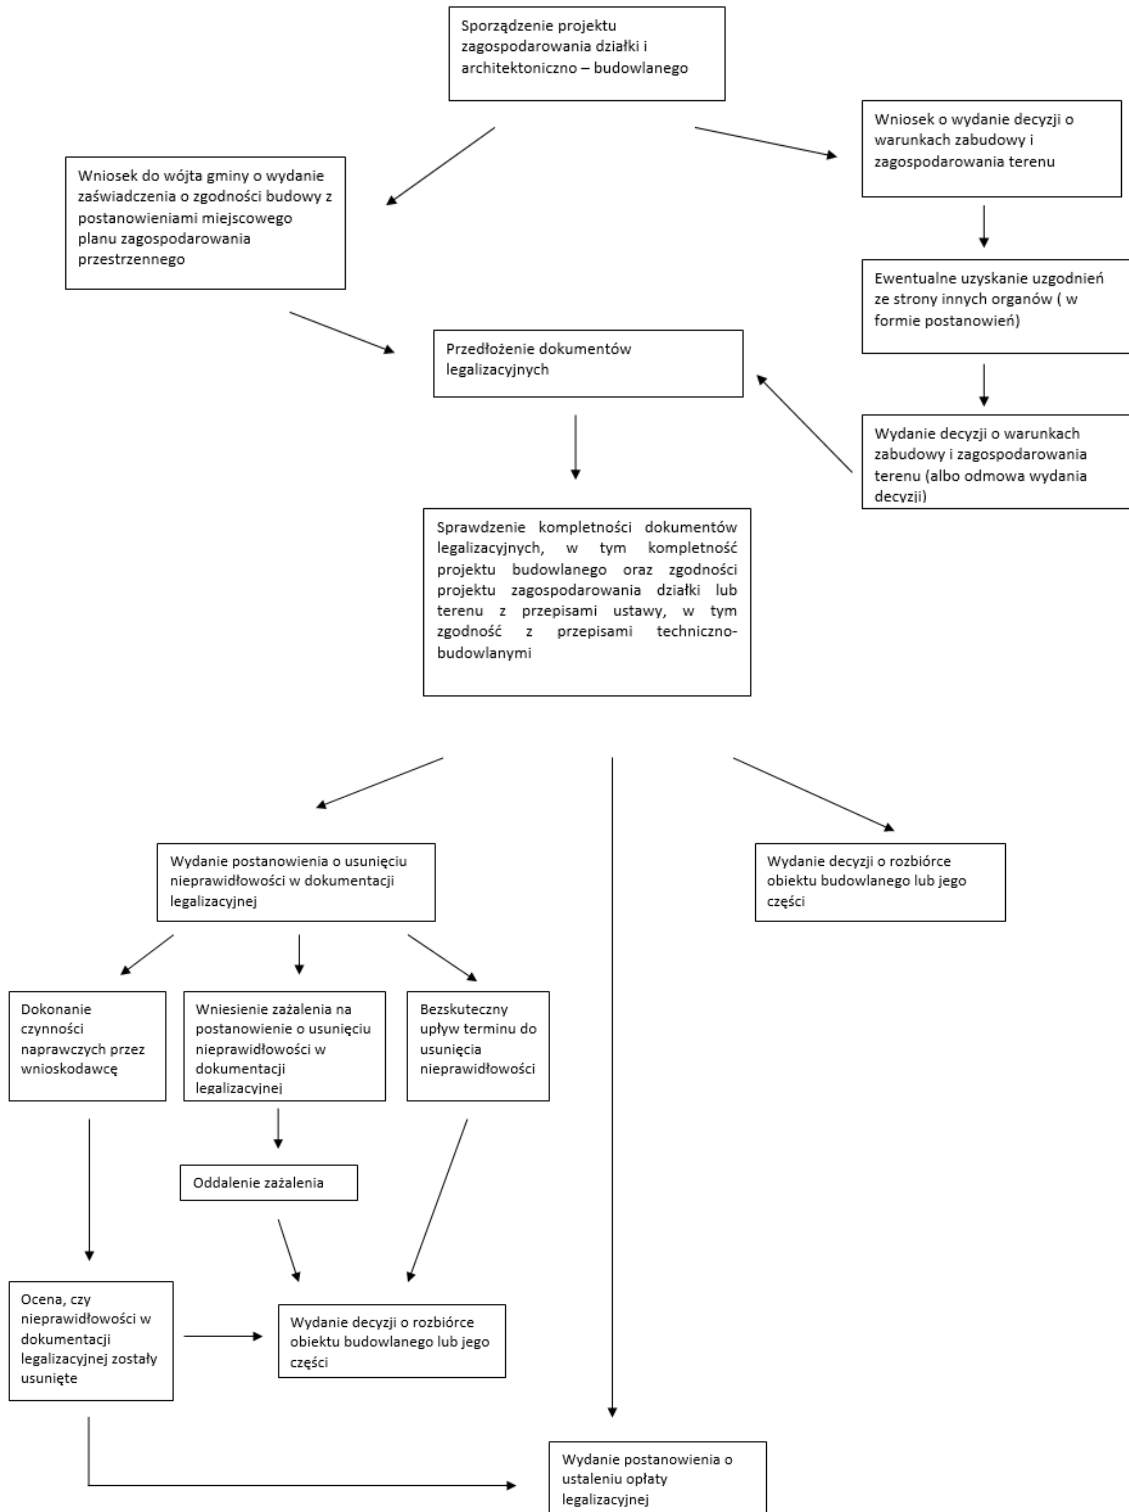 Sporządzenie projektu
zagospodarowania działki i
architektoniczno – budowlanego
Wniosek o wydanie decyzji o
warunkach zabudowy i
zagospodarowania terenu
Wniosek do wójta gminy o wydanie
zaświadczenia o zgodności budowy z
postanowieniami miejscowego
planu zagospodarowania
przestrzennego
Ewentualne uzyskanie uzgodnień
ze strony innych organów ( w
formie postanowień)
Przedłożenie dokumentów
legalizacyjnych
Wydanie decyzji o warunkach
zabudowy i zagospodarowania
terenu (albo odmowa wydania
decyzji)
Sprawdzenie kompletności dokumentów
legalizacyjnych, w tym kompletność
projektu budowlanego oraz zgodności
projektu zagospodarowania działki lub
terenu z przepisami ustawy, w tym
zgodność z przepisami techniczno-
budowlanymi
Wydanie postanowienia o usunięciu
nieprawidłowości w dokumentacji
legalizacyjnej
Wydanie decyzji o rozbiórce
obiektu budowlanego lub jego
części
Dokonanie
czynności
naprawczych przez
wnioskodawcę
Wniesienie zażalenia na
postanowienie o usunięciu
nieprawidłowości w
dokumentacji
legalizacyjnej
Bezskuteczny
upływ terminu do
usunięcia
nieprawidłowości
Oddalenie zażalenia
Ocena, czy
nieprawidłowości w
dokumentacji
legalizacyjnej zostały
usunięte
Wydanie decyzji o rozbiórce
obiektu budowlanego lub jego
części
Wydanie postanowienia o
ustaleniu opłaty
legalizacyjnej